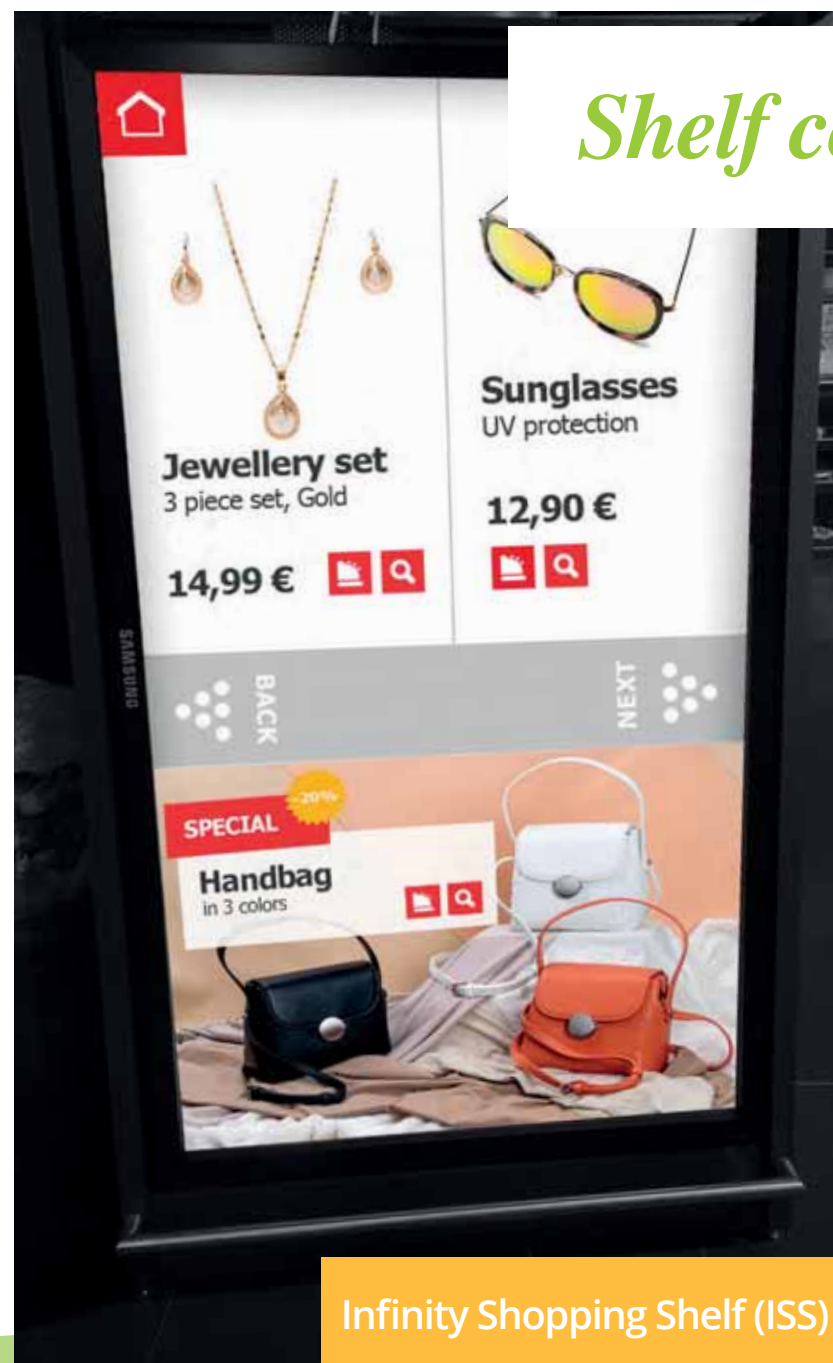 Shelf
Jewellery set
3 piece set, Gold
14,99 €
Sunglasses
UV protection
12,90 €
SAMSUNG
BACK
NEXT
SPECIAL
-20%
Handbag
in 3 colors
Infinity Shopping Shelf (ISS)